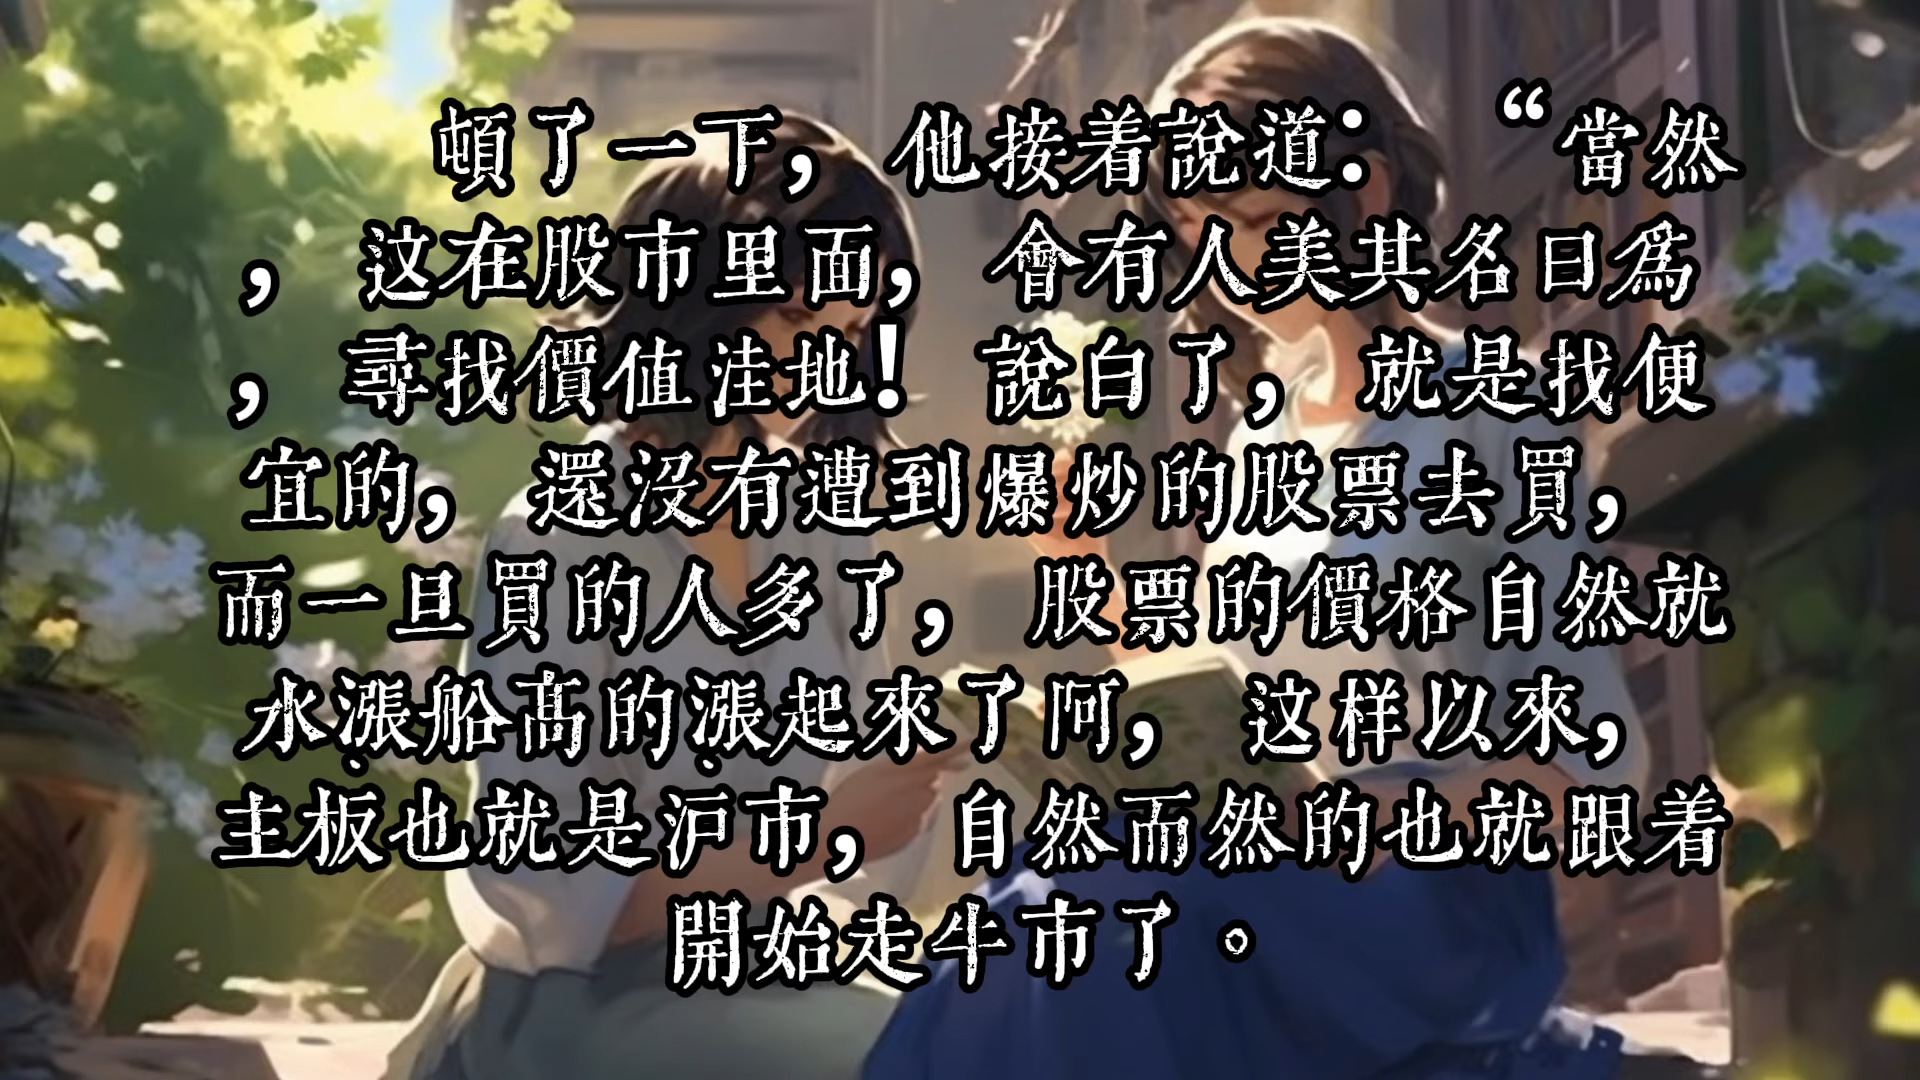 頓了一下，他接着說道：“當然
，这在股市里面，會有人美其名曰爲
，尋找價值洼地！說白了，就是找便
宜的，還沒有遭到爆炒的股票去買，
而一旦買的人多了，股票的價格自然就
水漲船高的漲起來了啊，这样以來，
主板也就是沪市，自然而然的也就跟着
開始走牛市了。